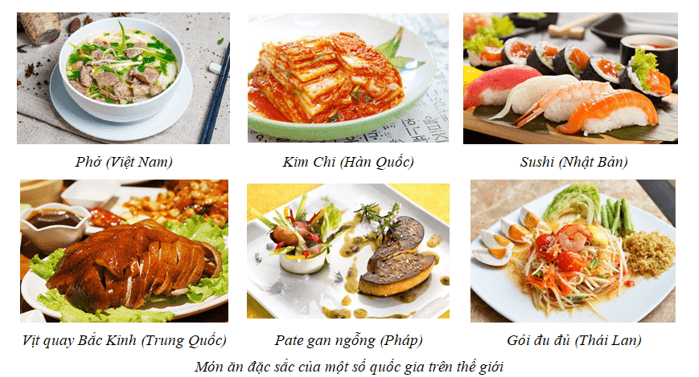 Phở (Việt Nam)
Kim Chi (Hàn Quốc)
Sushi (Nhật Bản)
Vịt quay Bắc Kinh (Trung Quốc)
Pate gan ngỗng (Pháp)
Gỏi đu đủ (Thái Lan)
Món ăn đặc sắc của một số quốc gia trên thế giới